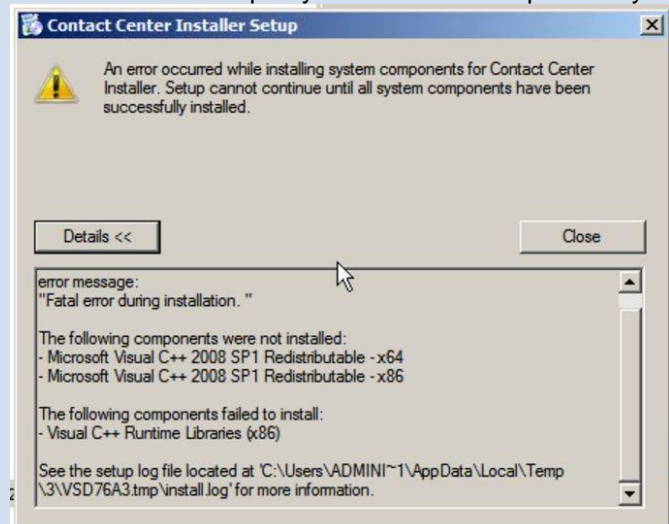 Contact Center Installer Setup
An error occurred while installing system components for Contact Center
Installer. Setup cannot continue until all system components have been
successfully installed.
Details <<
Close
error message:
"Fatal error during installation. "
The following components were not installed:
- Microsoft Visual C++ 2008 SP1 Redistributable - x64
- Microsoft Visual C++ 2008 SP1 Redistributable - x86
The following components failed to install:
- Visual C++ Runtime Libraries (x86)
See the setup log file located at 'C:\Users\ADMINI~1\AppData\Local\Temp
\3\VSD76A3.tmp\install.log' for more information.